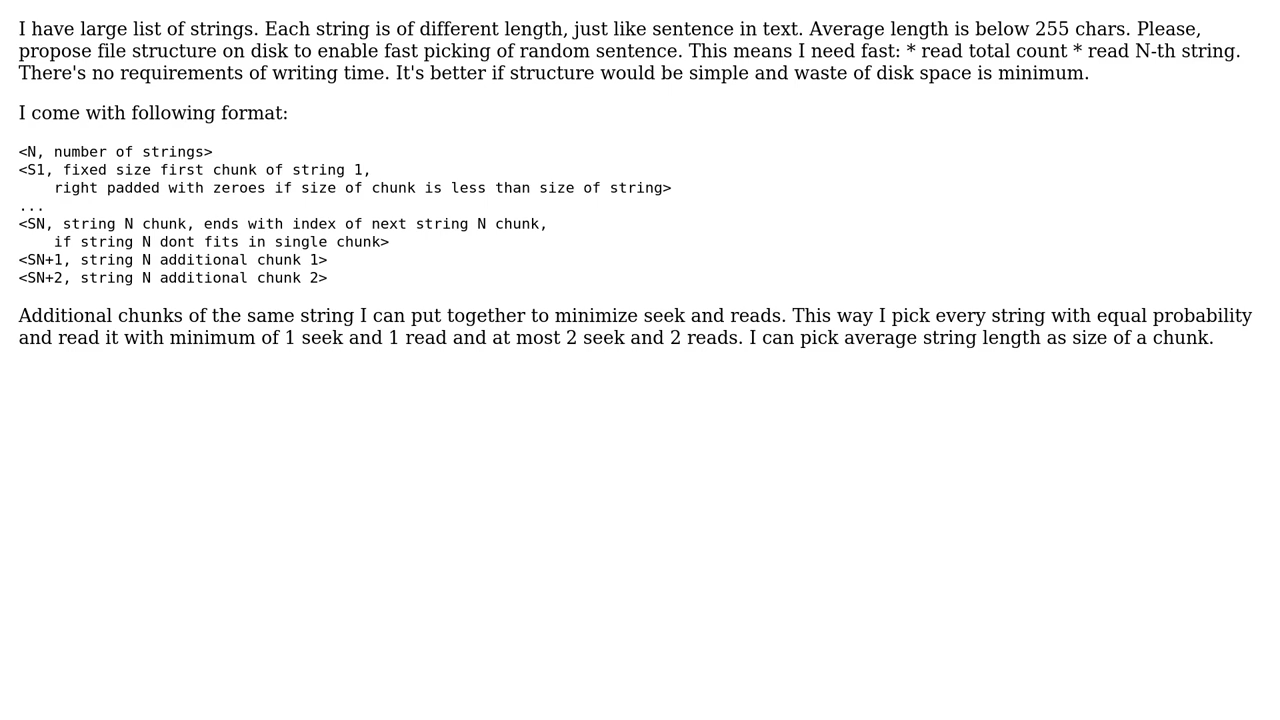 I have large list of strings. Each string is of different length, just like sentence in text. Average length is below 255 chars. Please,
propose file structure on disk to enable fast picking of random sentence. This means I need fast: * read total count * read N-th string.
There's no requirements of writing time. It's better if structure would be simple and waste of disk space is minimum.
I come with following format:
<N, number of strings>
<S1, fixed size first chunk of string 1,
    right padded with zeroes if size of chunk is less than size of string>
...
<SN, string N chunk, ends with index of next string N chunk,
    if string N dont fits in single chunk>
<SN+1, string N additional chunk 1>
<SN+2, string N additional chunk 2>
Additional chunks of the same string I can put together to minimize seek and reads. This way I pick every string with equal probability
and read it with minimum of 1 seek and 1 read and at most 2 seek and 2 reads. I can pick average string length as size of a chunk.